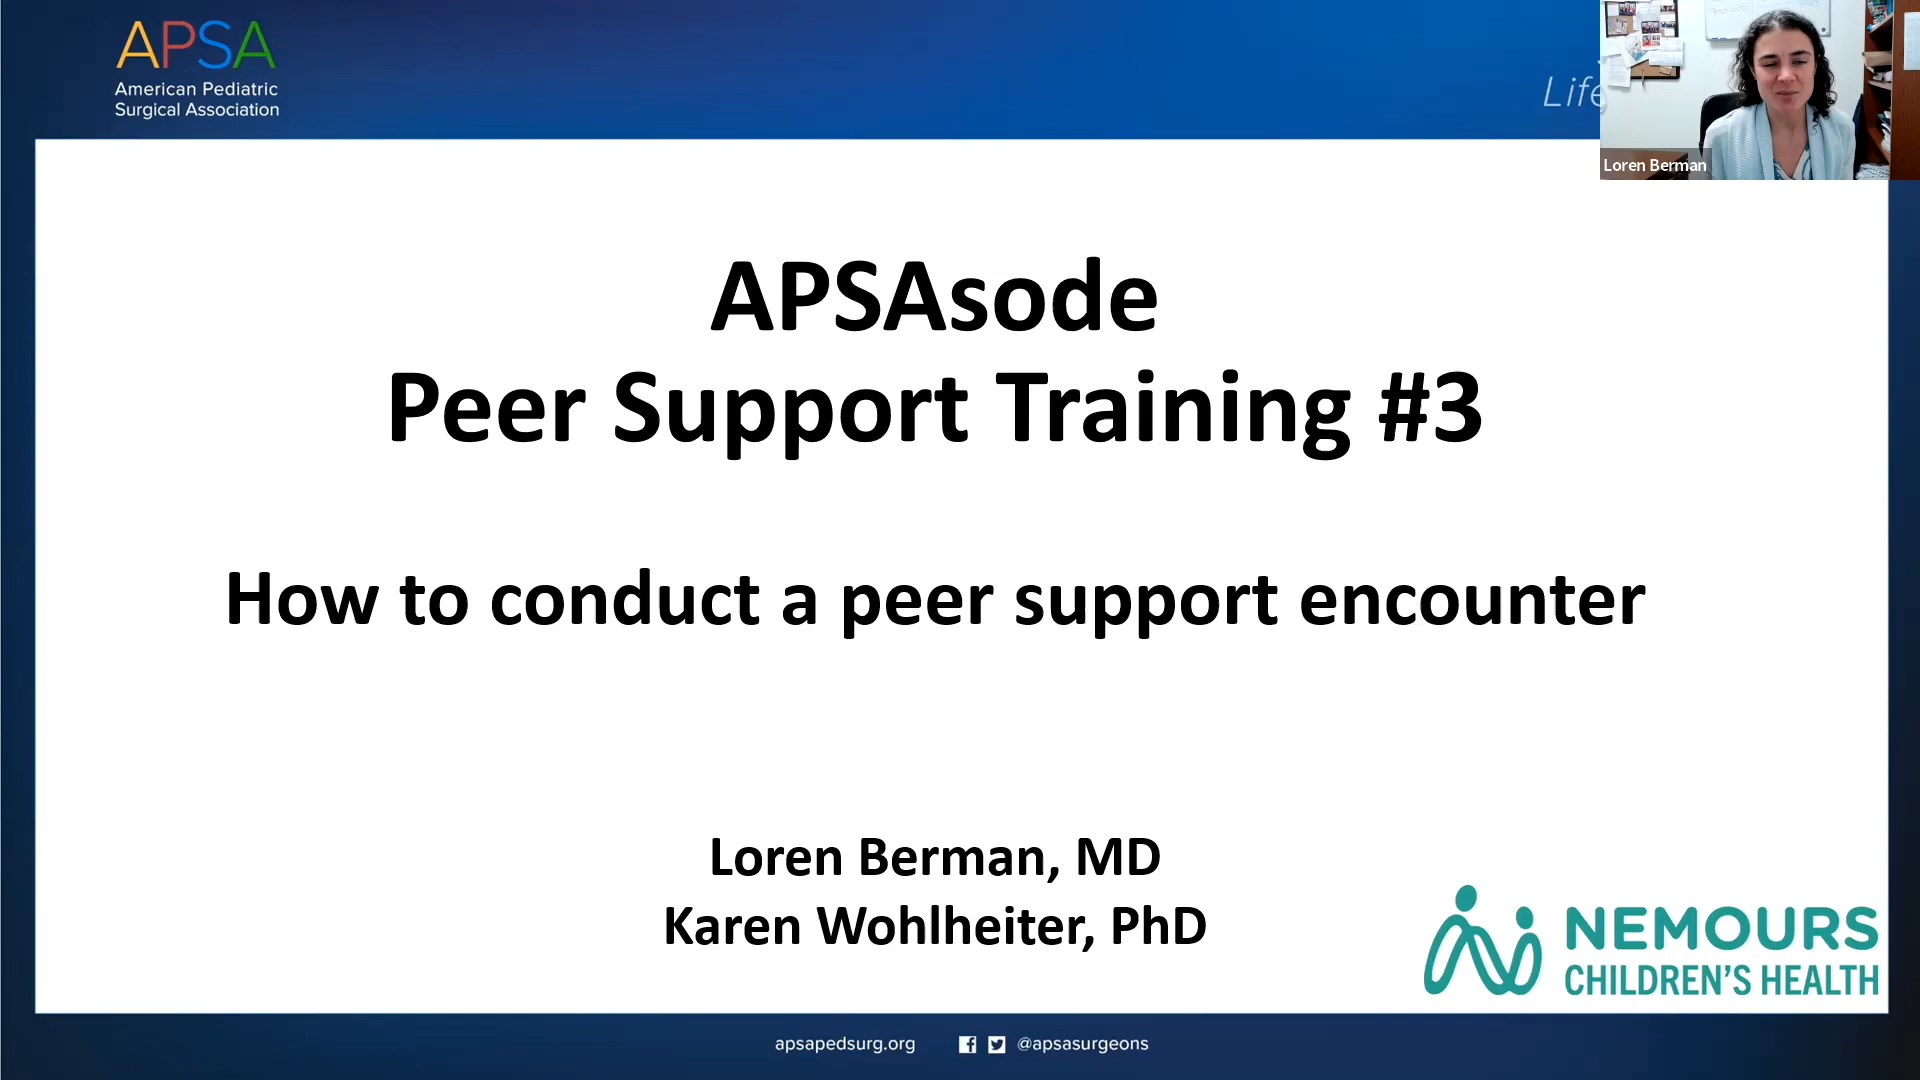 APSA
American Pediatric
Surgical Association
Life
Loren Berman
APSAsode
Peer Support Training #3
How to conduct a peer support encounter
Loren Berman, MD
Karen Wohlheiter, PhD
NEMOURS
CHILDREN'S HEALTH
apsapedsurg.org @apsasurgeons